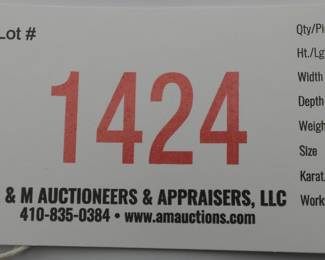 Lot #
1424
& M AUCTIONEERS & APPRAISERS, LLC
410-835-0384 • www.amauctions.com
Qty/Pi
Ht./Lg
Width
Depth
Weigh
Size
Karat
Work